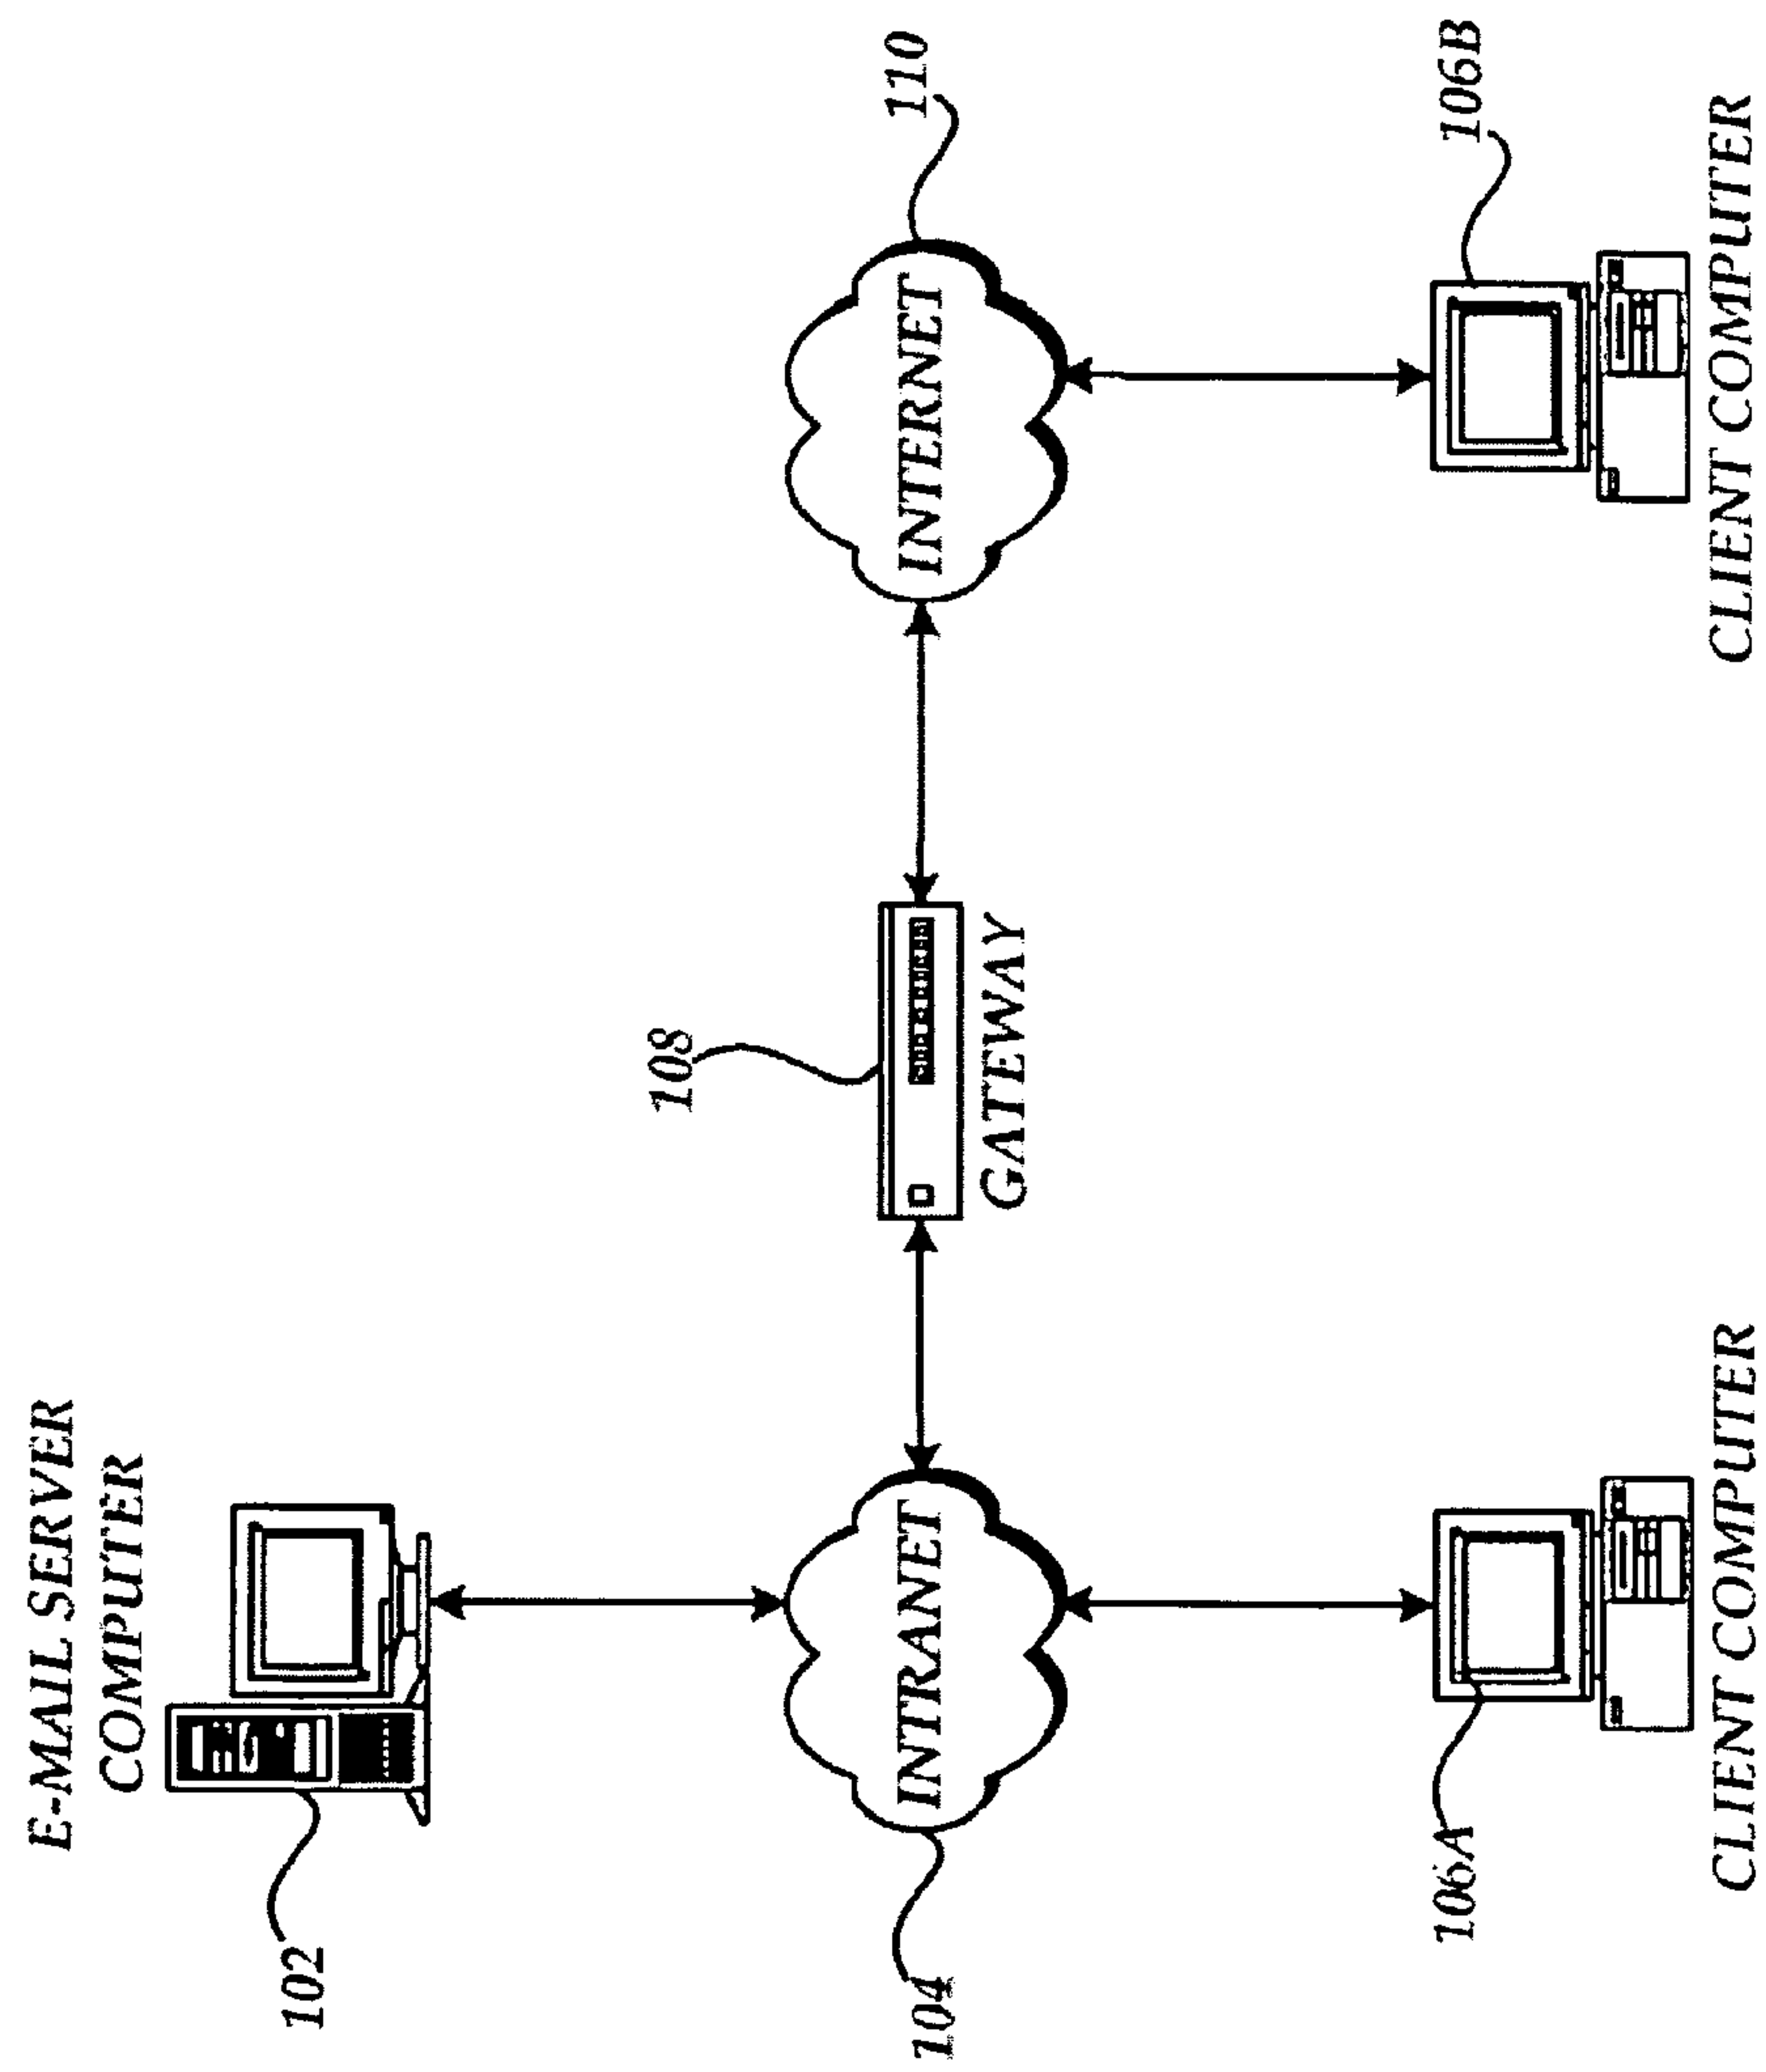 E-MAIL SERVER
COMPUTER
102
108
110
INTRANET
GATEWAY
INTERNET
104
106A
106B
CLIENT COMPUTER
CLIENT COMPUTER